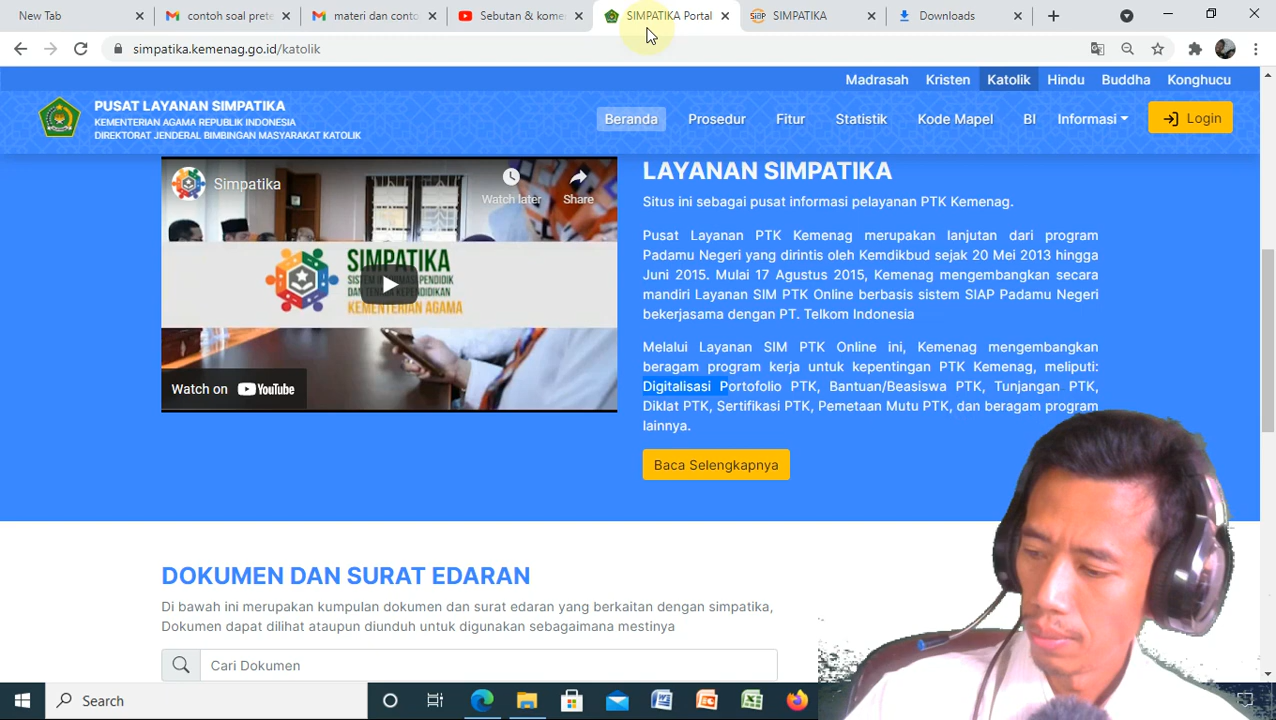 New Tab
contoh soal prete
materi dan conto
Sebutan & kome
SIMPATIKA Portal
SIMPATIKA
Downloads
simpatika.kemenag.go.id/katolik
Madrasah Kristen Katolik Hindu Buddha Konghucu
PUSAT LAYANAN SIMPATIKA
KEMENTERIAN AGAMA REPUBLIK INDONESIA
DIREKTORAT JENDERAL BIMBINGAN MASYARAKAT KATOLIK
Beranda Prosedur Fitur Statistik Kode Mapel BI Informasi Login
Simpatika
Watch later
Share
SIMPATIKA
SISTEM INFORMASI PENDIDIK
DAN TENAGA KEPENDIDIKAN
KEMENTERIAN AGAMA
Watch on YouTube
LAYANAN SIMPATIKA
Situs ini sebagai pusat informasi pelayanan PTK Kemenag.
Pusat Layanan PTK Kemenag merupakan lanjutan dari program
Padamu Negeri yang dirintis oleh Kemdikbud sejak 20 Mei 2013 hingga
Juni 2015. Mulai 17 Agustus 2015, Kemenag mengembangkan secara
mandiri Layanan SIM PTK Online berbasis sistem SIAP Padamu Negeri
bekerjasama dengan PT. Telkom Indonesia
Melalui Layanan SIM PTK Online ini, Kemenag mengembangkan
beragam program kerja untuk kepentingan PTK Kemenag, meliputi:
Digitalisasi Portofolio PTK, Bantuan/Beasiswa PTK, Tunjangan PTK,
Diklat PTK, Sertifikasi PTK, Pemetaan Mutu PTK, dan beragam program
lainnya.
Baca Selengkapnya
DOKUMEN DAN SURAT EDARAN
Di bawah ini merupakan kumpulan dokumen dan surat edaran yang berkaitan dengan simpatika,
Dokumen dapat dilihat ataupun diunduh untuk digunakan sebagaimana mestinya
Cari Dokumen
Search